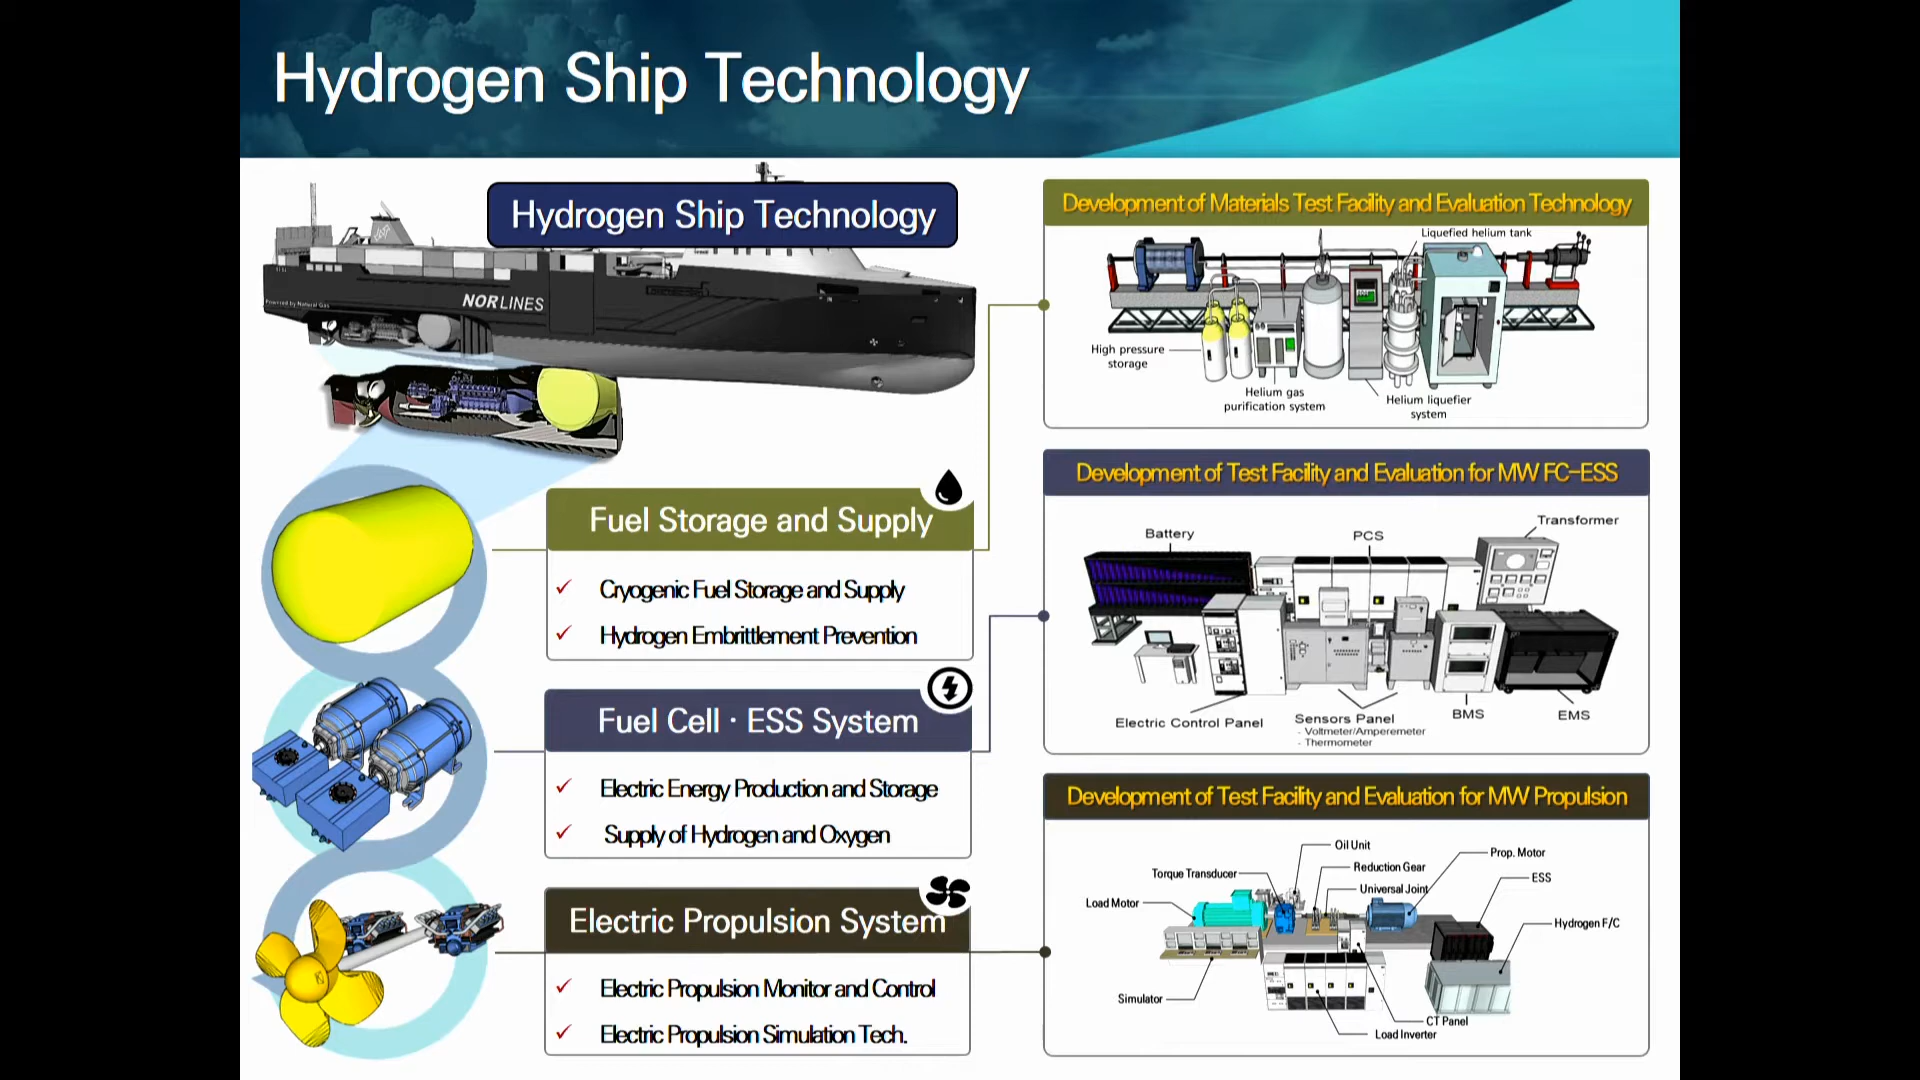 Hydrogen Ship Technology
Hydrogen Ship Technology
NORLINES
Powered by Natural Gas
Fuel Storage and Supply
✓ Cryogenic Fuel Storage and Supply
✓ Hydrogen Embrittlement Prevention
Fuel Cell · ESS System
✓ Electric Energy Production and Storage
✓ Supply of Hydrogen and Oxygen
Electric Propulsion System
✓ Electric Propulsion Monitor and Control
✓ Electric Propulsion Simulation Tech.
Development of Materials Test Facility and Evaluation Technology
Liquefied helium tank
High pressure
storage
Helium gas
purification system
Helium liquefier
system
Development of Test Facility and Evaluation for MW FC-ESS
Transformer
Battery
PCS
Electric Control Panel
Sensors Panel
- Voltmeter/Amperemeter
- Thermometer
BMS
EMS
Development of Test Facility and Evaluation for MW Propulsion
Oil Unit
Prop. Motor
Reduction Gear
Torque Transducer
ESS
Universal Joint
Load Motor
Hydrogen F/C
Simulator
CT Panel
Load Inverter